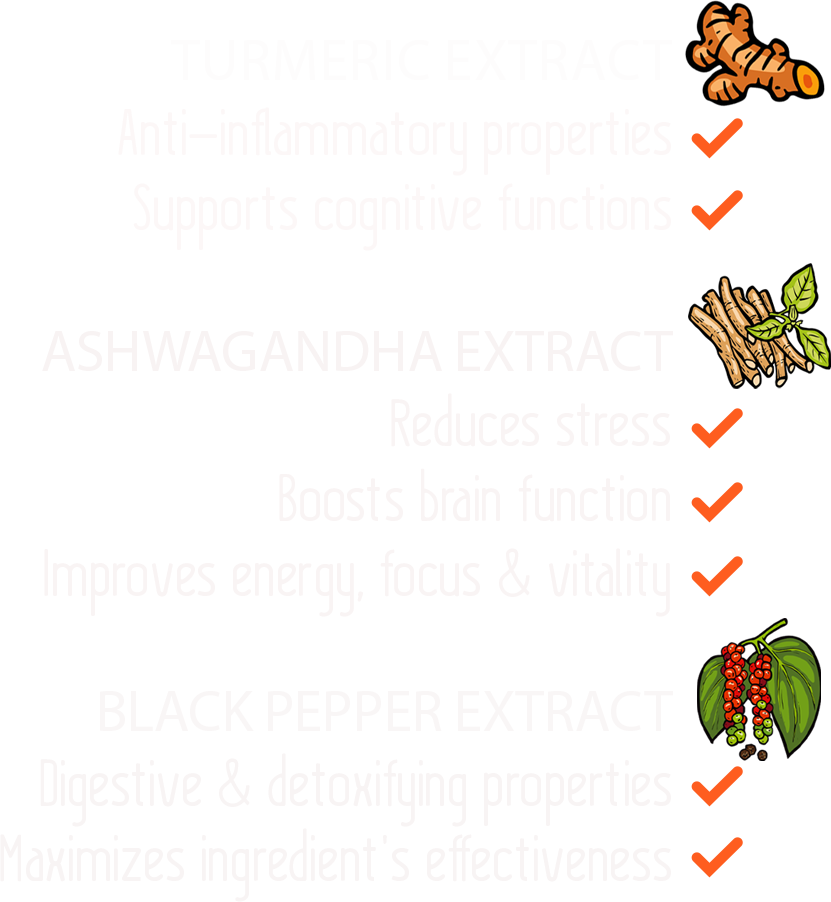 TURMERIC EXTRACT
Anti-inflammatory properties
Supports cognitive functions
ASHWAGANDHA EXTRACT
Reduces stress
Boosts brain function
Improves energy, focus & vitality
BLACK PEPPER EXTRACT
Digestive & detoxifying properties
Maximizes ingredient's effectiveness